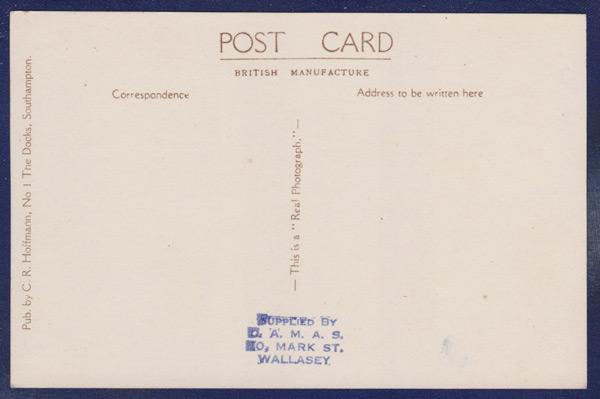 POST CARD
BRITISH MANUFACTURE
Correspondence
Address to be written here
Pub. by C. R. Hoffmann, No 1 The Docks, Southampton.
— This is a "Real Photograph." —
SUPPLIED BY
A. M. A. S.
MARK ST.
WALLASEY